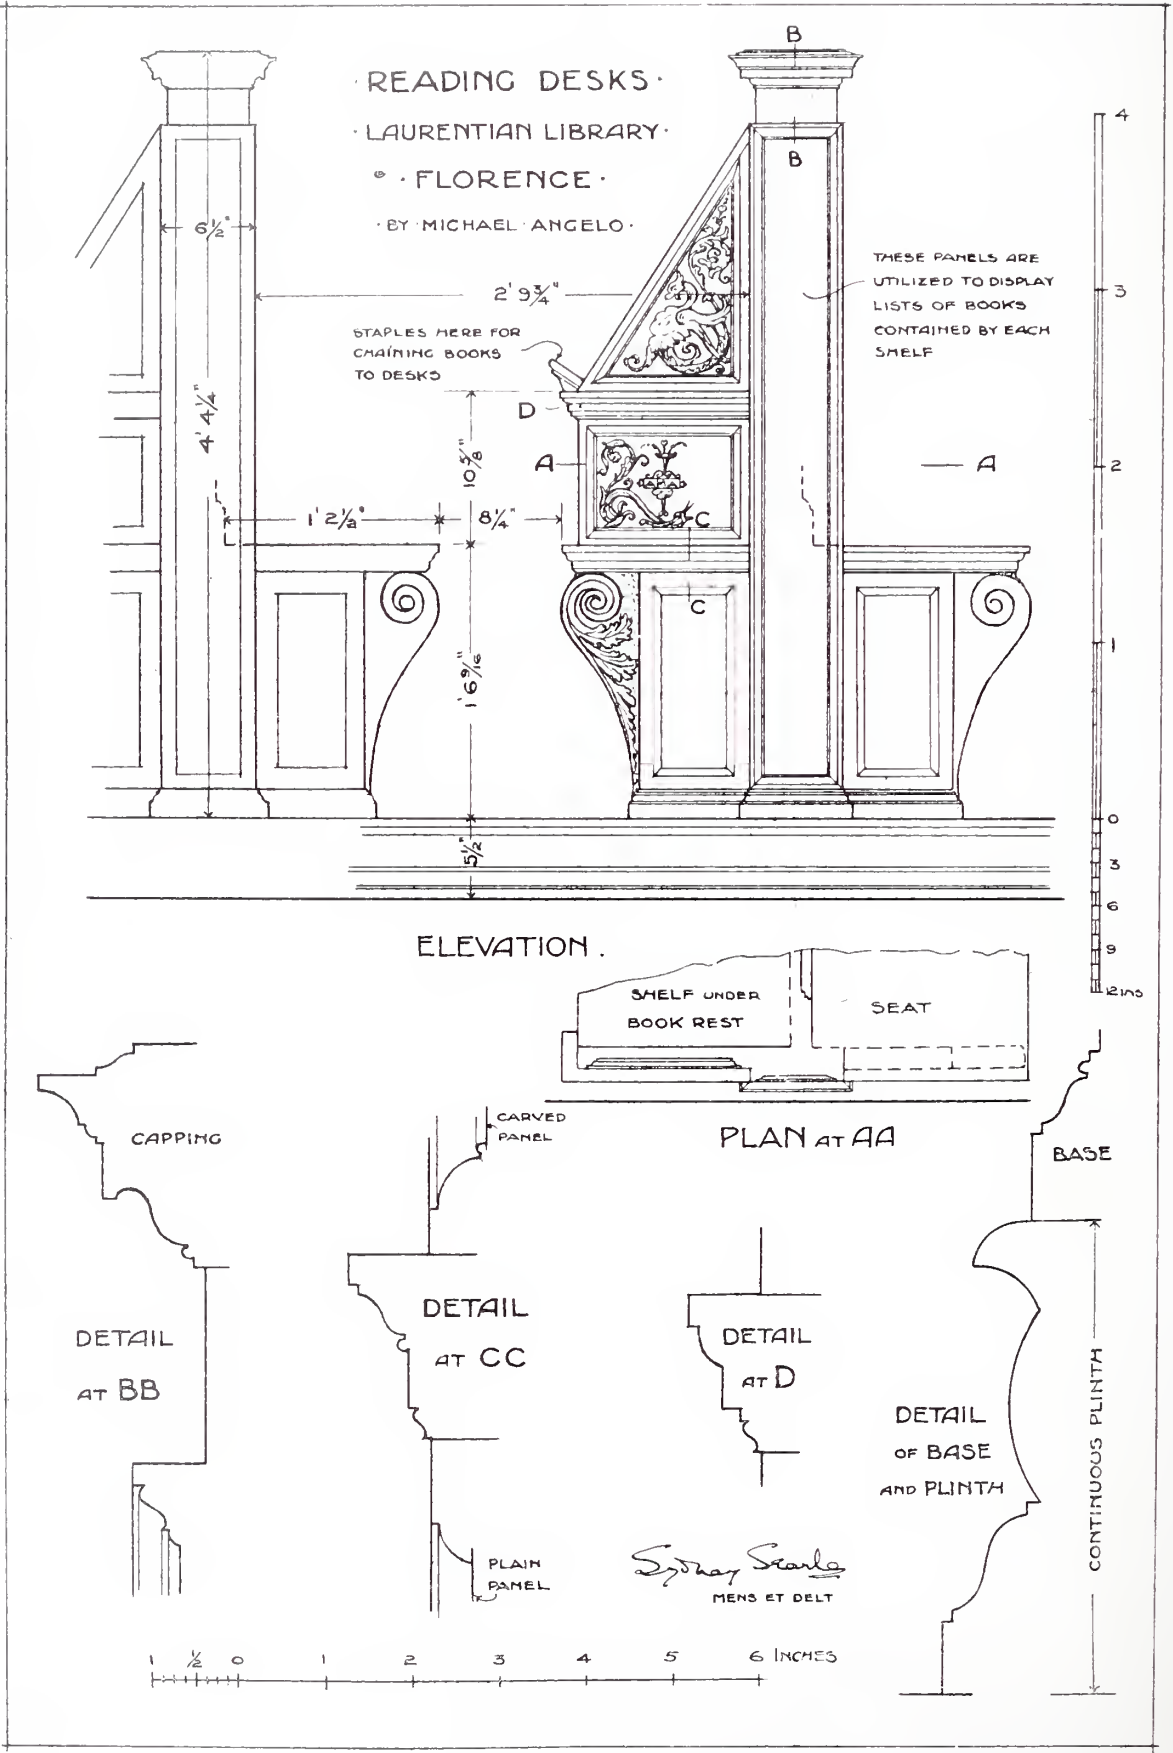 B
· READING DESKS ·
· LAURENTIAN LIBRARY ·
· FLORENCE ·
· BY MICHAEL ANGELO ·
B
4
6½"
THESE PANELS ARE
UTILIZED TO DISPLAY
LISTS OF BOOKS
CONTAINED BY EACH
SHELF
2' 9¾"
3
STAPLES HERE FOR
CHAINING BOOKS
TO DESKS
D
4' 4¼"
10⅝"
A
A
2
1' 2½"
8¼"
C
C
1' 6 9/16"
1
0
5½"
3
6
9
12 INS
ELEVATION .
SHELF UNDER
BOOK REST
SEAT
CAPPING
CARVED
PANEL
PLAN AT AA
BASE
DETAIL
AT BB
DETAIL
AT CC
DETAIL
AT D
DETAIL
OF BASE
AND PLINTH
CONTINUOUS PLINTH
PLAIN
PANEL
Sydney Searle
MENS ET DELT
1 ½ 0 1 2 3 4 5 6 INCHES